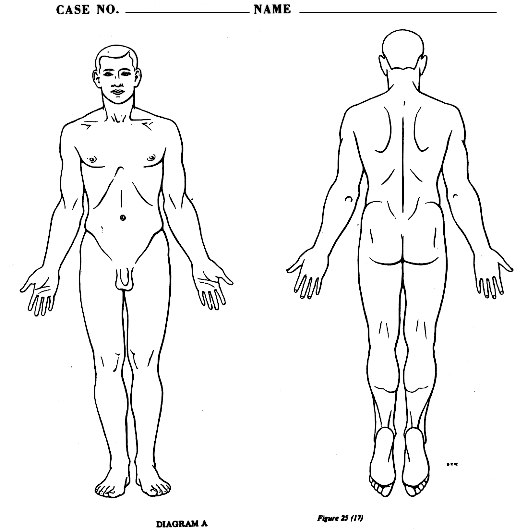 CASE NO. NAME
DIAGRAM A
Figure 25 (17)